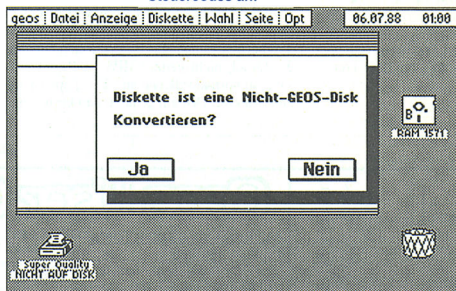 geos Datei Anzeige Diskette Wahl Seite Opt 06.07.88 01:00
Diskette ist eine Nicht-GEOS-Disk
Konvertieren?
Ja Nein
B
RAM 1571
Super Quality
NICHT AUF DISK